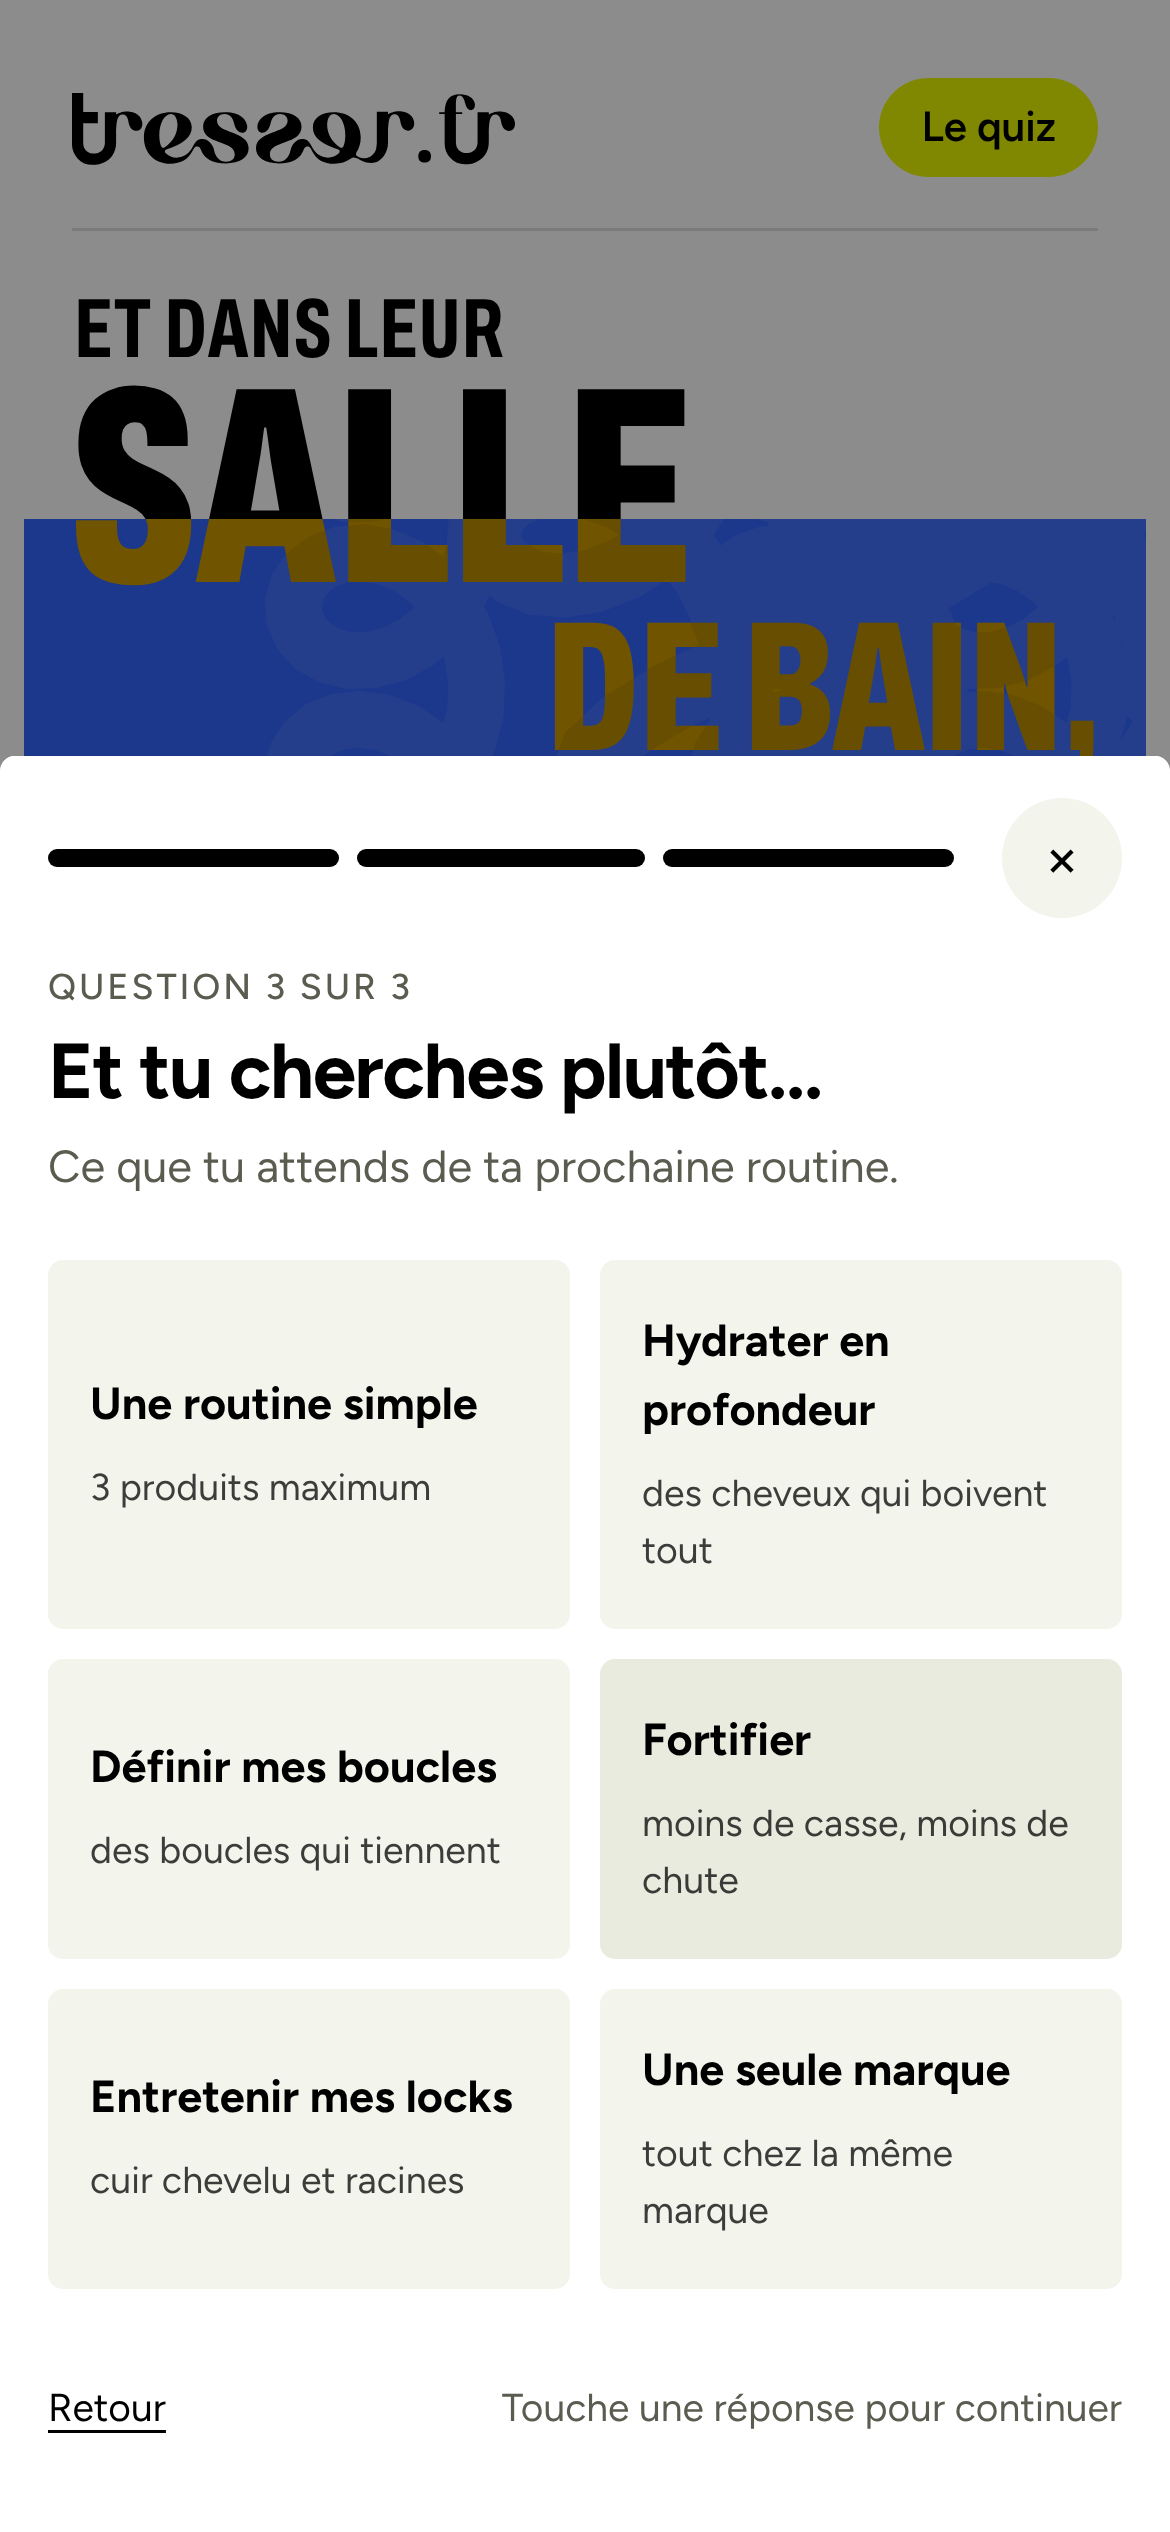 tressor.fr
Le quiz
ET DANS LEUR
SALLE
DE BAIN,
×
QUESTION 3 SUR 3
Et tu cherches plutôt...
Ce que tu attends de ta prochaine routine.
Une routine simple
3 produits maximum
Hydrater en
profondeur
des cheveux qui boivent
tout
Définir mes boucles
des boucles qui tiennent
Fortifier
moins de casse, moins de
chute
Entretenir mes locks
cuir chevelu et racines
Une seule marque
tout chez la même
marque
Retour
Touche une réponse pour continuer